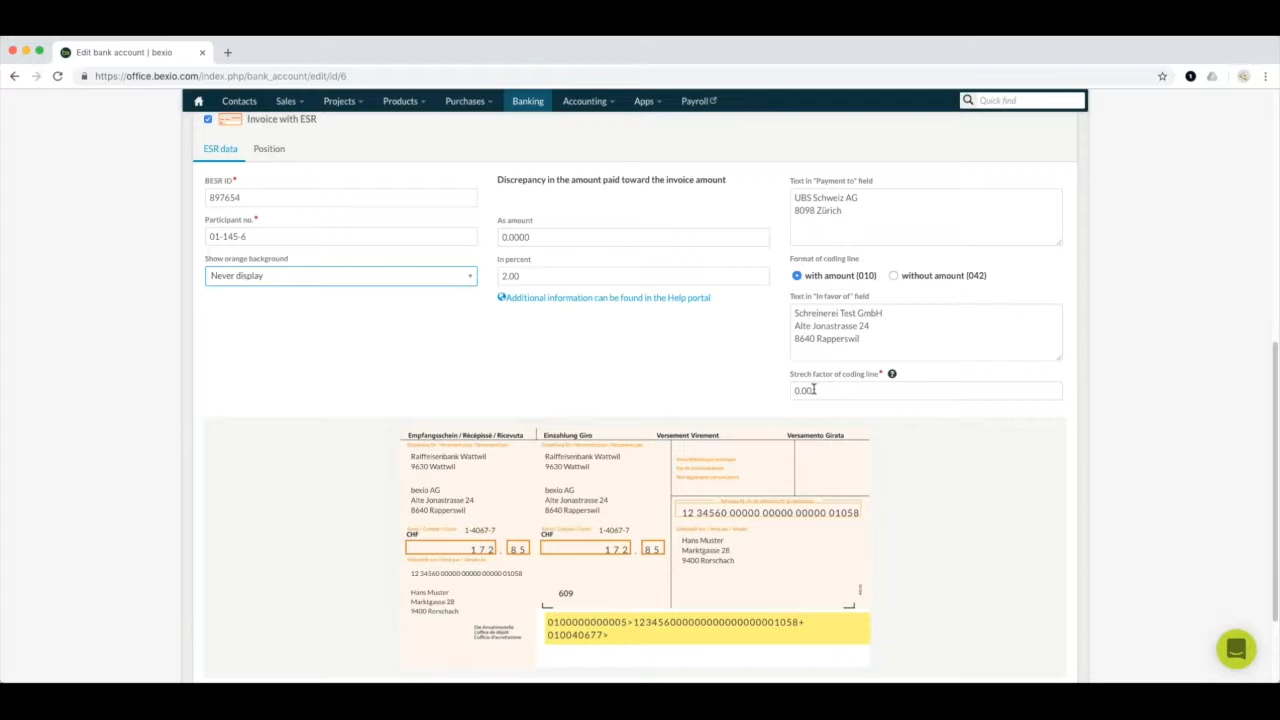 Edit bank account | bexio
https://office.bexio.com/index.php/bank_account/edit/id/6
Contacts
Sales
Projects
Products
Purchases
Banking
Accounting
Apps
Payroll
Quick find
Invoice with ESR
ESR data
Position
BESR ID*
897654
Participant no.*
01-145-6
Show orange background
Never display
Discrepancy in the amount paid toward the invoice amount
As amount
0.0000
In percent
2.00
Additional information can be found in the Help portal
Text in "Payment to" field
UBS Schweiz AG
8098 Zürich
Format of coding line
with amount (010)
without amount (042)
Text in "In favor of" field
Schreinerei Test GmbH
Alte Jonastrasse 24
8640 Rapperswil
Strech factor of coding line*
0.00
Empfangsschein / Récépissé / Ricevuta
Einzahlung Giro
Versement Virement
Versamento Girata
Raiffeisenbank Wattwil
9630 Wattwil
bexio AG
Alte Jonastrasse 24
8640 Rapperswil
1-4067-7
CHF
172 . 85
12 34560 00000 00000 00000 01058
Hans Muster
Marktgasse 28
9400 Rorschach
Die Annahmestelle
L'office de dépôt
L'ufficio d'accettazione
Raiffeisenbank Wattwil
9630 Wattwil
bexio AG
Alte Jonastrasse 24
8640 Rapperswil
1-4067-7
CHF
172 . 85
609
12 34560 00000 00000 00000 01058
Hans Muster
Marktgasse 28
9400 Rorschach
0100000000005>123456000000000000000001058+
010040677>